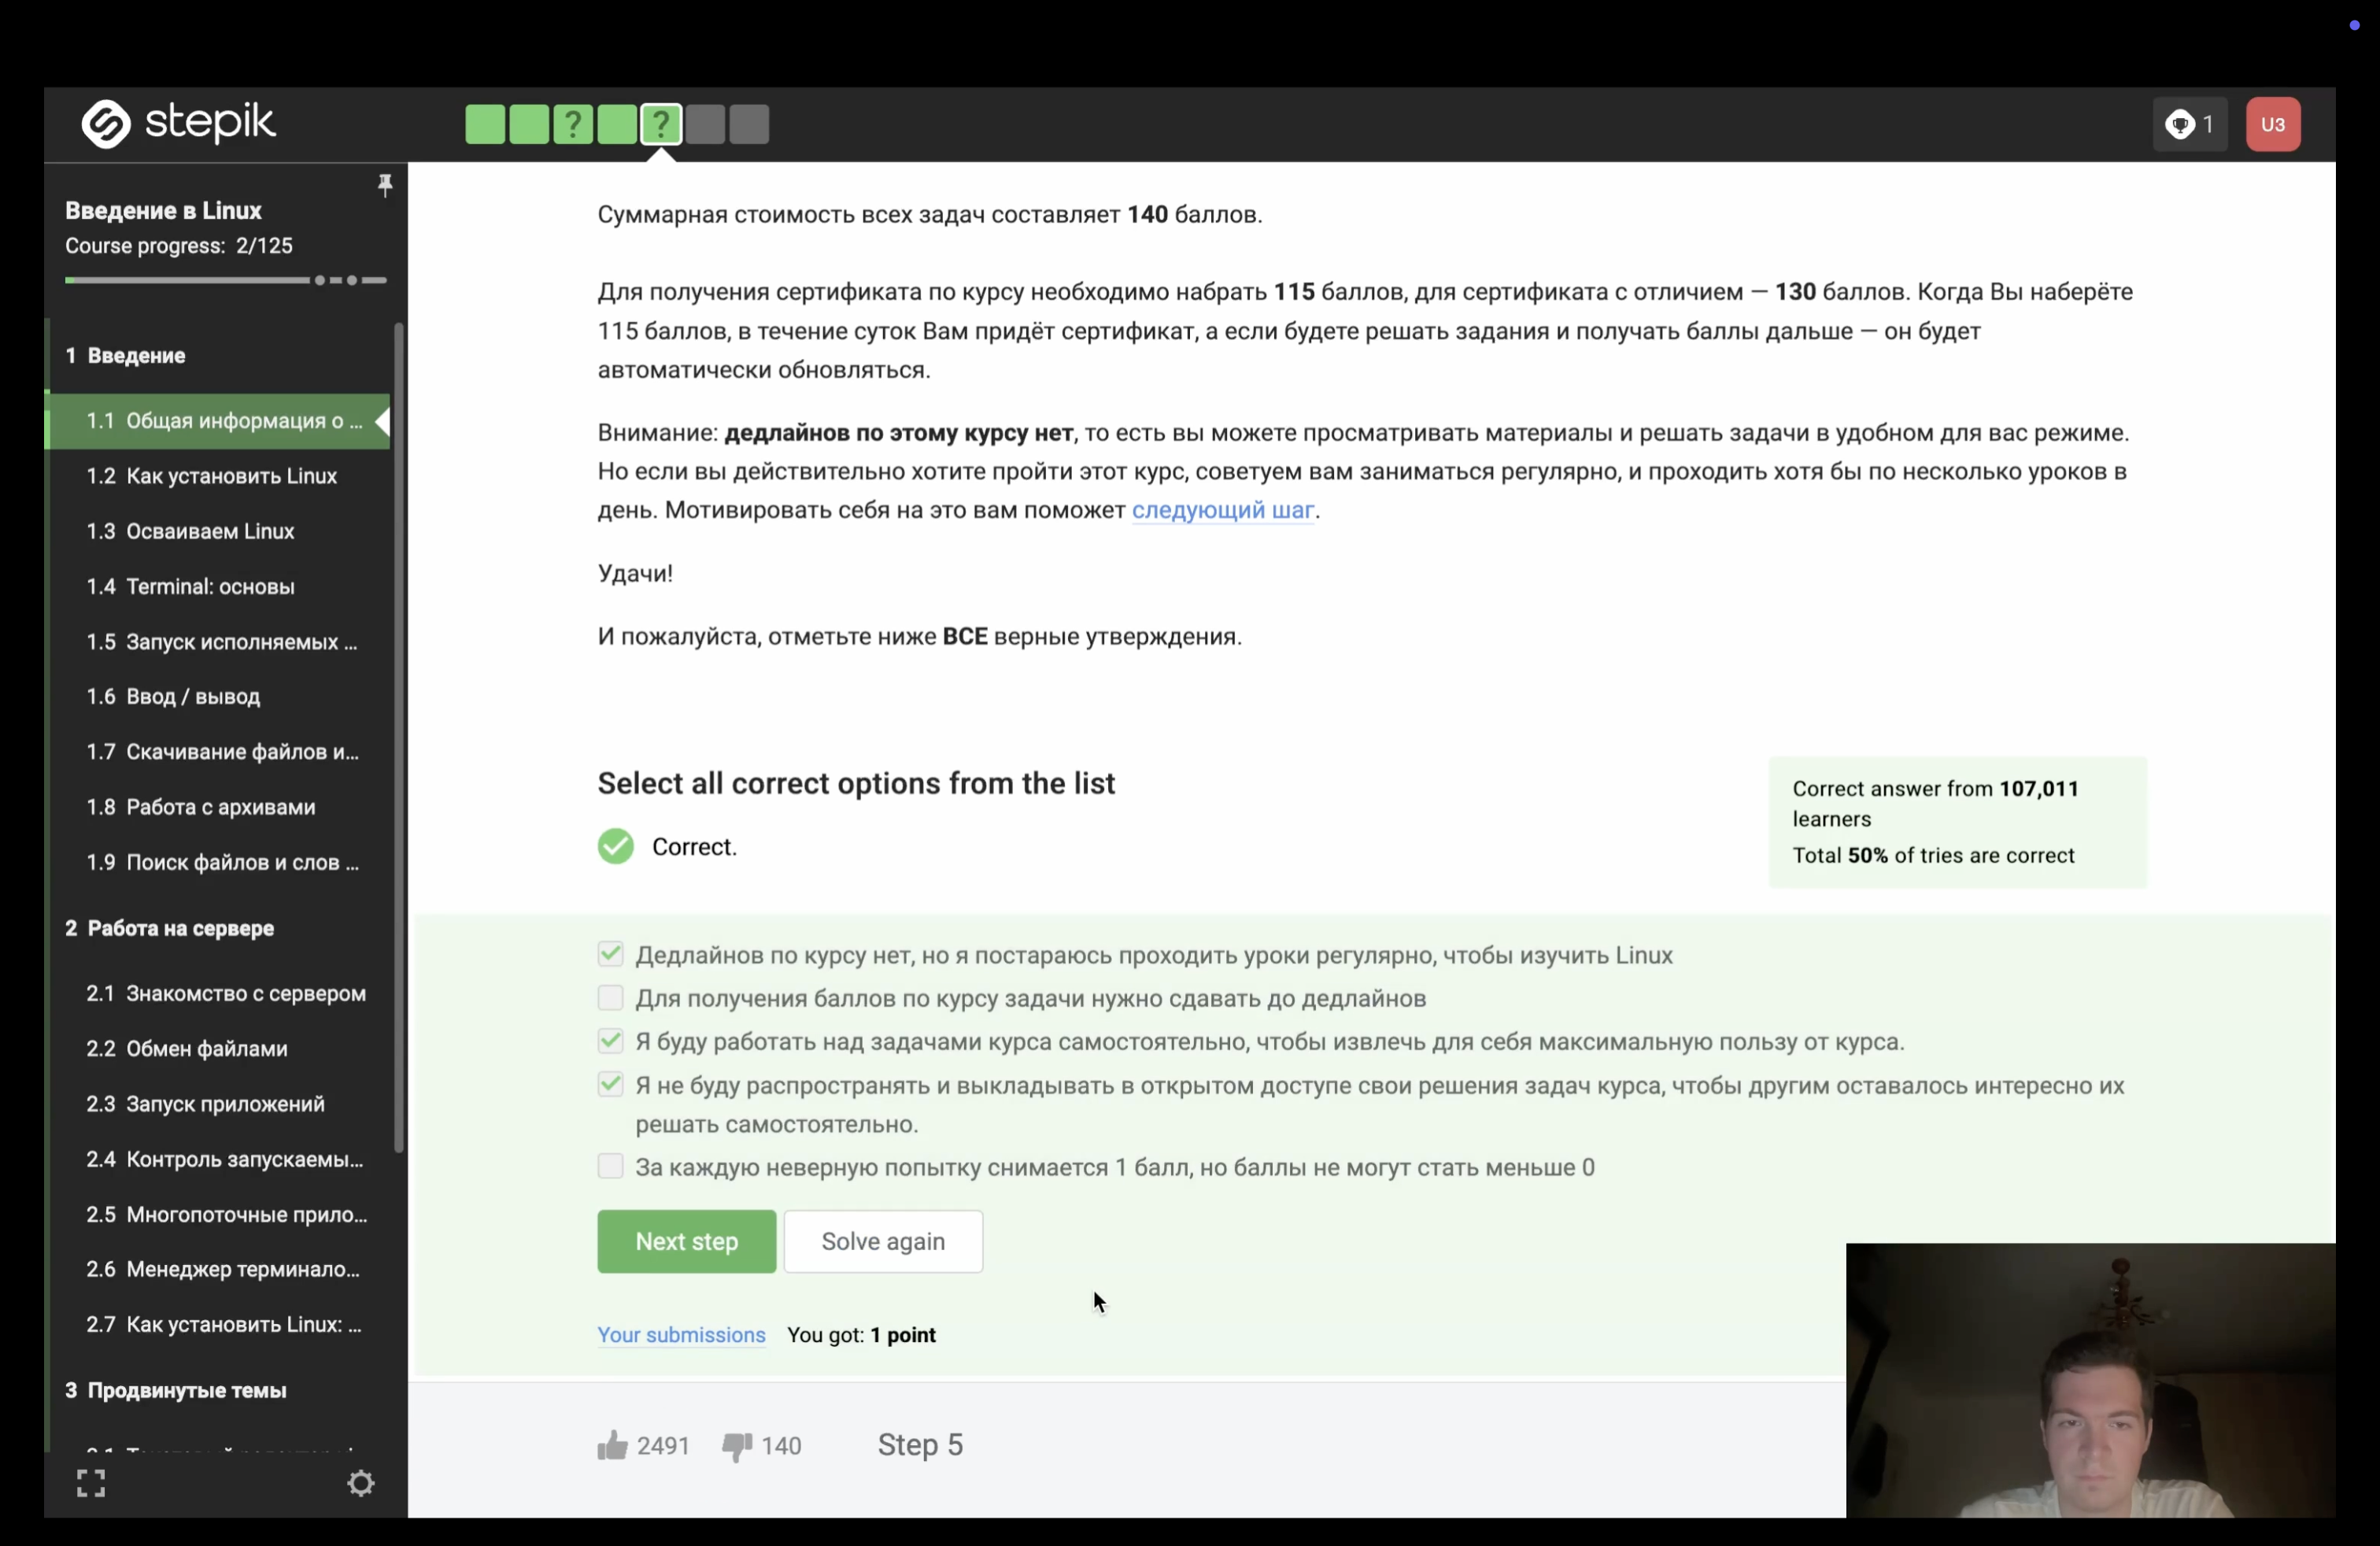 stepik
?
?
1
U3
Введение в Linux
Course progress: 2/125
1 Введение
1.1 Общая информация о ...
1.2 Как установить Linux
1.3 Осваиваем Linux
1.4 Terminal: основы
1.5 Запуск исполняемых ...
1.6 Ввод / вывод
1.7 Скачивание файлов и...
1.8 Работа с архивами
1.9 Поиск файлов и слов ...
2 Работа на сервере
2.1 Знакомство с сервером
2.2 Обмен файлами
2.3 Запуск приложений
2.4 Контроль запускаемы...
2.5 Многопоточные прило...
2.6 Менеджер терминало...
2.7 Как установить Linux: ...
3 Продвинутые темы
Суммарная стоимость всех задач составляет 140 баллов.
Для получения сертификата по курсу необходимо набрать 115 баллов, для сертификата с отличием — 130 баллов. Когда Вы наберёте
115 баллов, в течение суток Вам придёт сертификат, а если будете решать задания и получать баллы дальше — он будет
автоматически обновляться.
Внимание: дедлайнов по этому курсу нет, то есть вы можете просматривать материалы и решать задачи в удобном для вас режиме.
Но если вы действительно хотите пройти этот курс, советуем вам заниматься регулярно, и проходить хотя бы по несколько уроков в
день. Мотивировать себя на это вам поможет следующий шаг.
Удачи!
И пожалуйста, отметьте ниже ВСЕ верные утверждения.
Select all correct options from the list
Correct.
Correct answer from 107,011
learners
Total 50% of tries are correct
Дедлайнов по курсу нет, но я постараюсь проходить уроки регулярно, чтобы изучить Linux
Для получения баллов по курсу задачи нужно сдавать до дедлайнов
Я буду работать над задачами курса самостоятельно, чтобы извлечь для себя максимальную пользу от курса.
Я не буду распространять и выкладывать в открытом доступе свои решения задач курса, чтобы другим оставалось интересно их
решать самостоятельно.
За каждую неверную попытку снимается 1 балл, но баллы не могут стать меньше 0
Next step
Solve again
Your submissions You got: 1 point
2491 140 Step 5